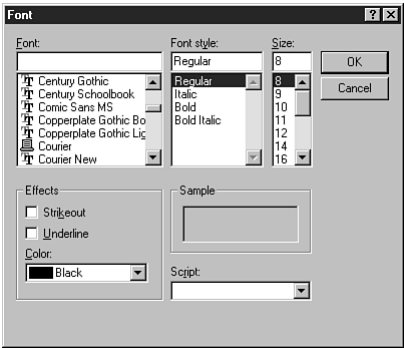 Font
Font:
Font style:
Size:
Regular
8
OK
Cancel
Century Gothic
Century Schoolbook
Comic Sans MS
Copperplate Gothic Bo
Copperplate Gothic Lig
Courier
Courier New
Regular
Italic
Bold
Bold Italic
8
9
10
11
12
14
16
Effects
Strikeout
Underline
Color:
Black
Sample
Script: